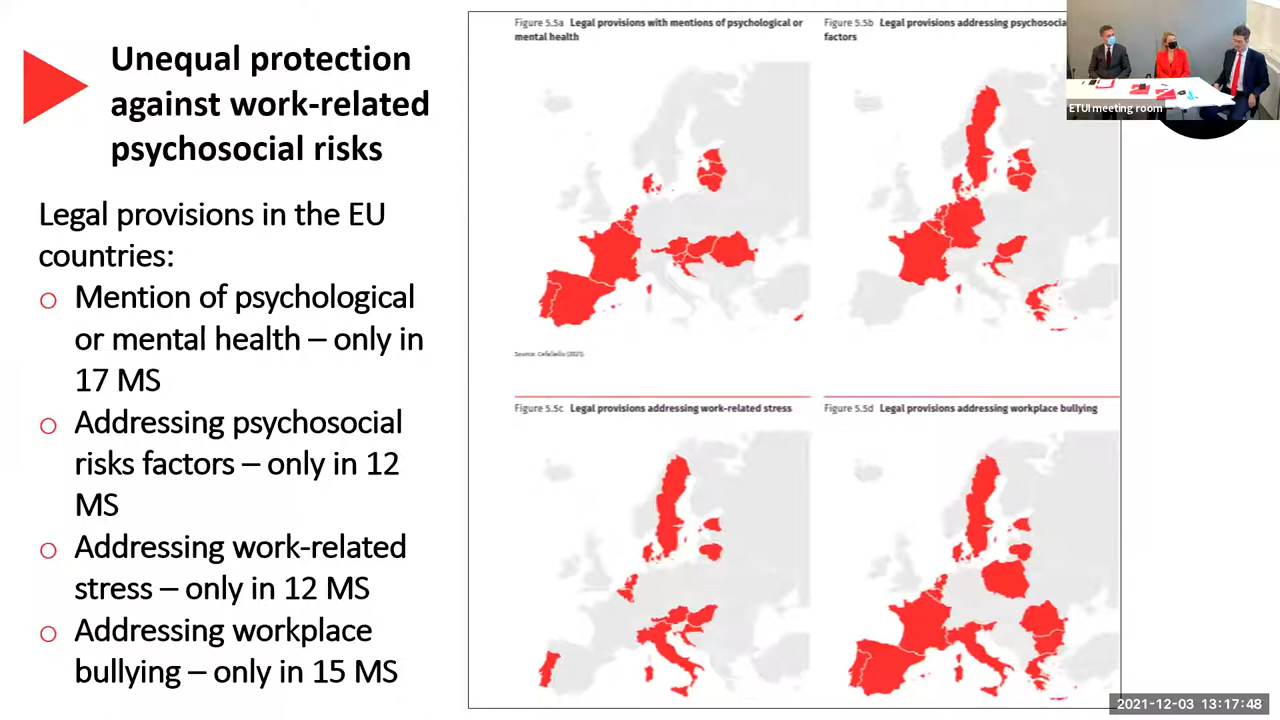 Unequal protection
against work-related
psychosocial risks
Legal provisions in the EU
countries:
Mention of psychological
or mental health – only in
17 MS
Addressing psychosocial
risks factors – only in 12
MS
Addressing work-related
stress – only in 12 MS
Addressing workplace
bullying – only in 15 MS
Figure 5.5a Legal provisions with mentions of psychological or
mental health
Figure 5.5b Legal provisions addressing
factors
Source: Cefaliello (2021).
Figure 5.5c Legal provisions addressing work-related stress
Figure 5.5d Legal provisions addressing workplace bullying
ETUI meeting room
2021-12-03 13:17:48